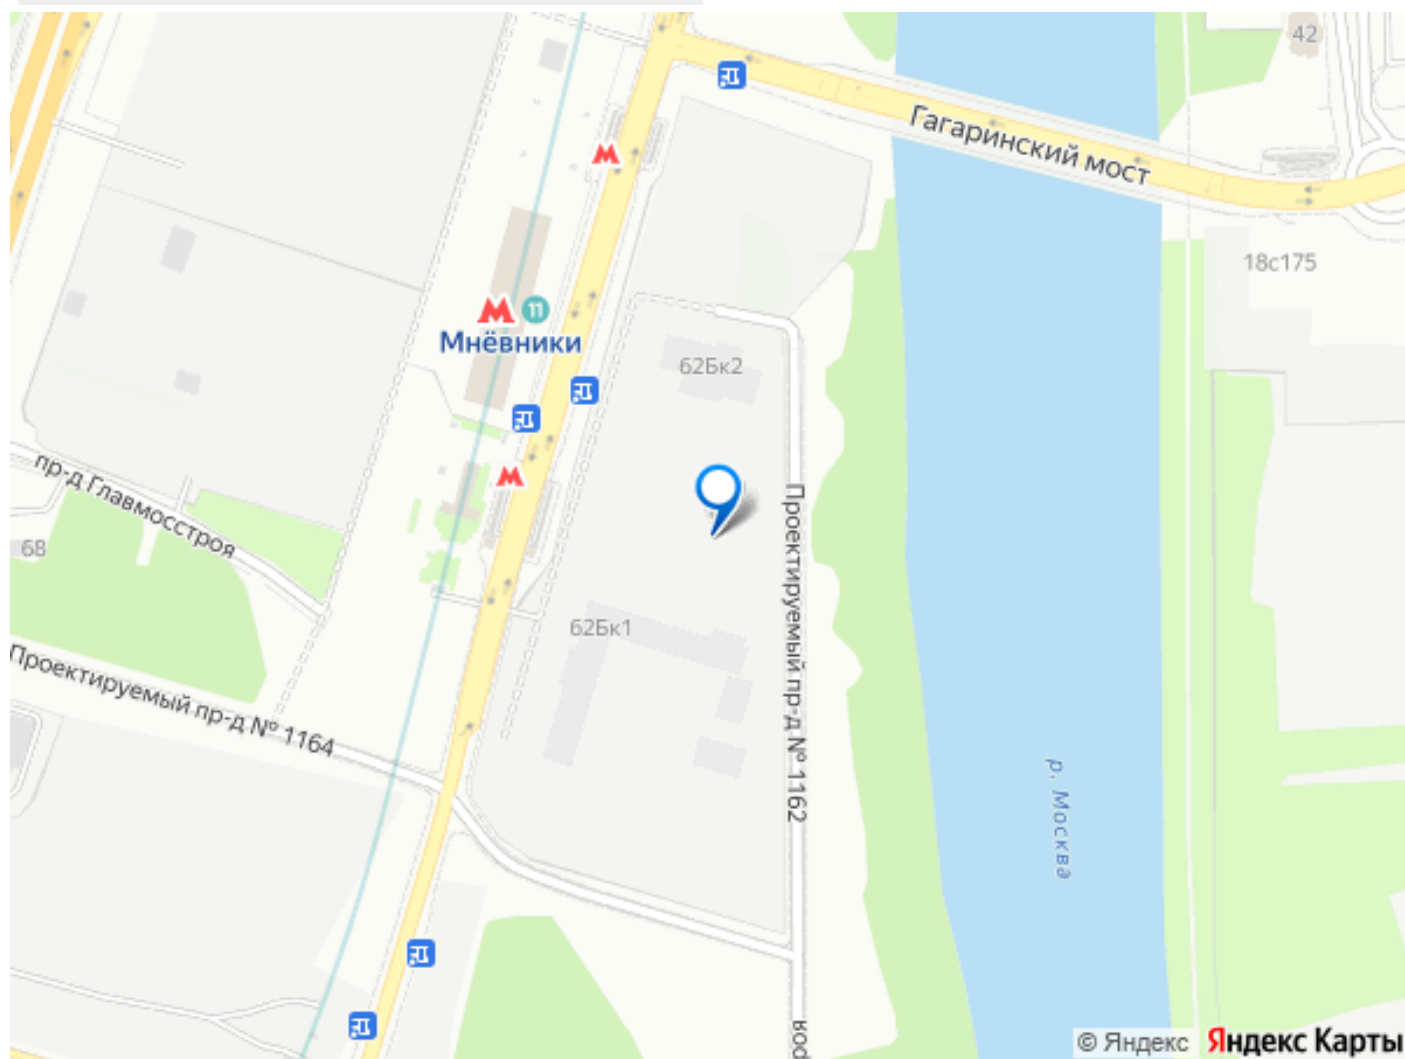 42
Гагаринский мост
18с175
11
Мнёвники
62Бк2
пр-д Главмосстроя
68
Проектируемый пр-д № 1162
62Бк1
Проектируемый пр-д № 1164
р. Москва
© Яндекс
Яндекс Карты